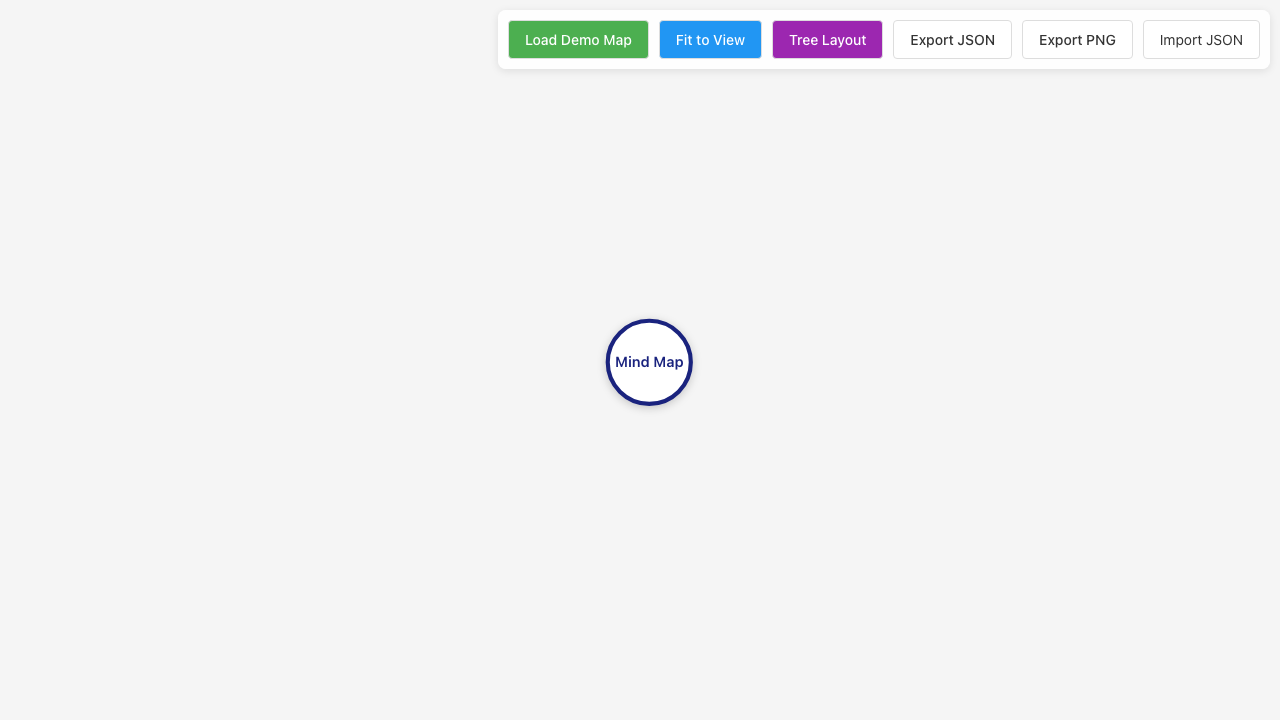 Load Demo Map
Fit to View
Tree Layout
Export JSON
Export PNG
Import JSON
Mind Map